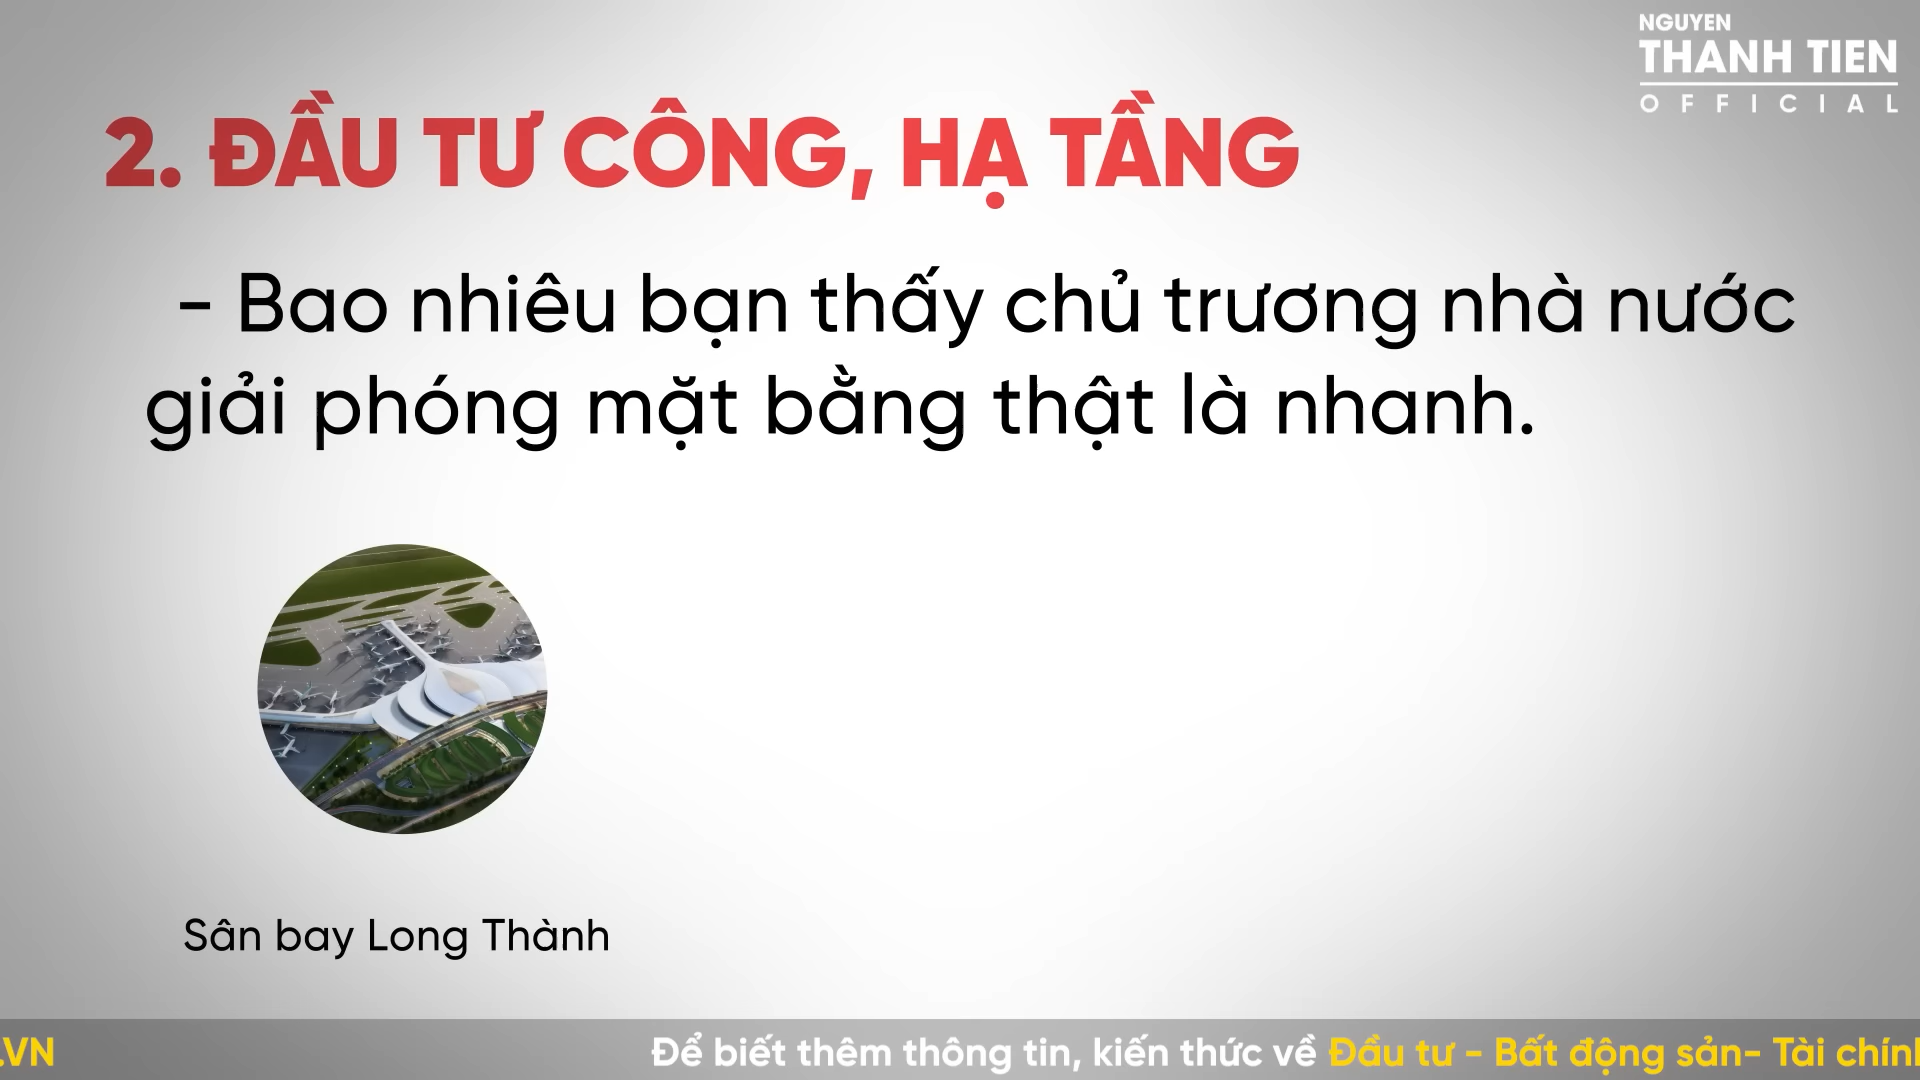 NGUYEN
THANH TIEN
OFFICIAL
2. ĐẦU TƯ CÔNG, HẠ TẦNG
- Bao nhiêu bạn thấy chủ trương nhà nước
giải phóng mặt bằng thật là nhanh.
Sân bay Long Thành
.VN Để biết thêm thông tin, kiến thức về Đầu tư - Bất động sản- Tài chính